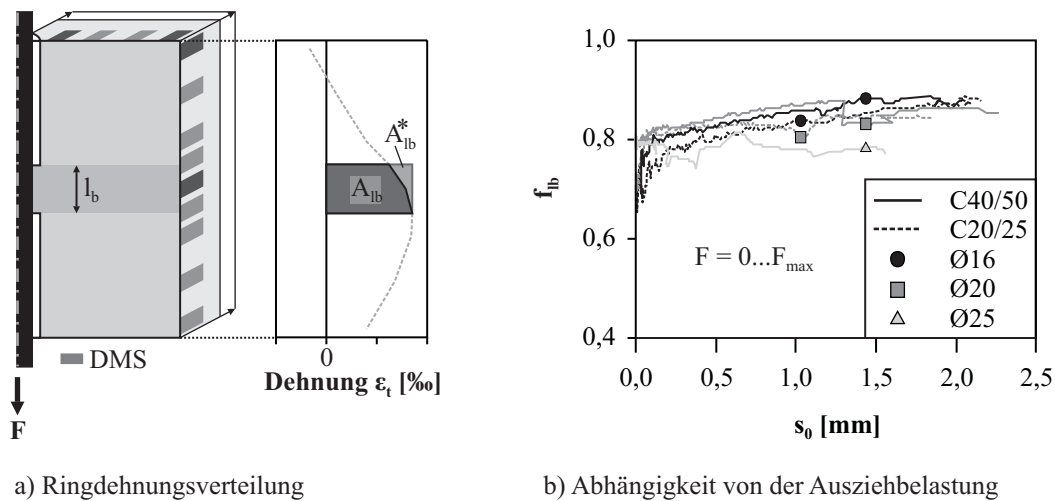 l_b
DMS
F
A*_lb
A_lb
0
Dehnung ε_t [‰]
a) Ringdehnungsverteilung
1,0
0,8
0,6
0,4
f_lb
F = 0...F_max
C40/50
C20/25
Ø16
Ø20
Ø25
0,0 0,5 1,0 1,5 2,0 2,5
s_0 [mm]
b) Abhängigkeit von der Ausziehbelastung